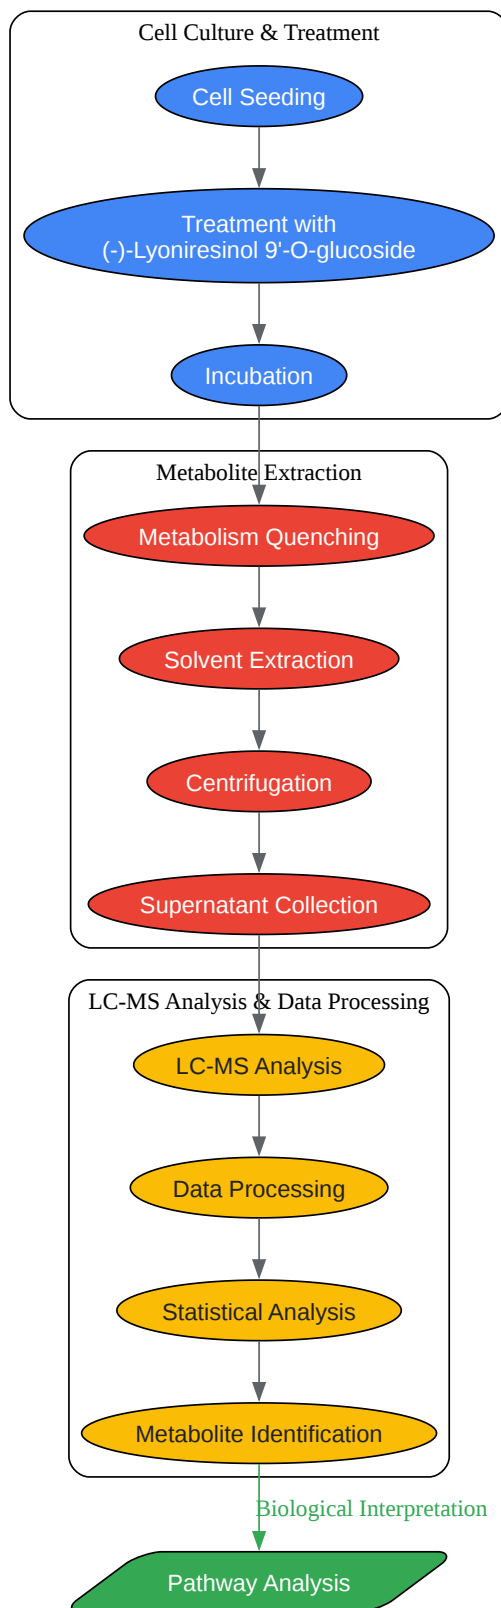 Cell Culture & Treatment
Cell Seeding
Treatment with
(-)-Lyoniresinol 9'-O-glucoside
Incubation
Metabolite Extraction
Metabolism Quenching
Solvent Extraction
Centrifugation
Supernatant Collection
LC-MS Analysis & Data Processing
LC-MS Analysis
Data Processing
Statistical Analysis
Metabolite Identification
Biological Interpretation
Pathway Analysis